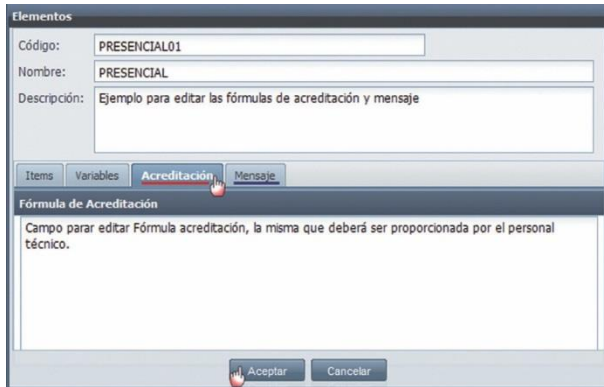 Elementos
Código: PRESENCIAL01
Nombre: PRESENCIAL
Descripción: Ejemplo para editar las fórmulas de acreditación y mensaje
Items Variables Acreditación Mensaje
Fórmula de Acreditación
Campo parar editar Fórmula acreditación, la misma que deberá ser proporcionada por el personal
técnico.
Aceptar Cancelar